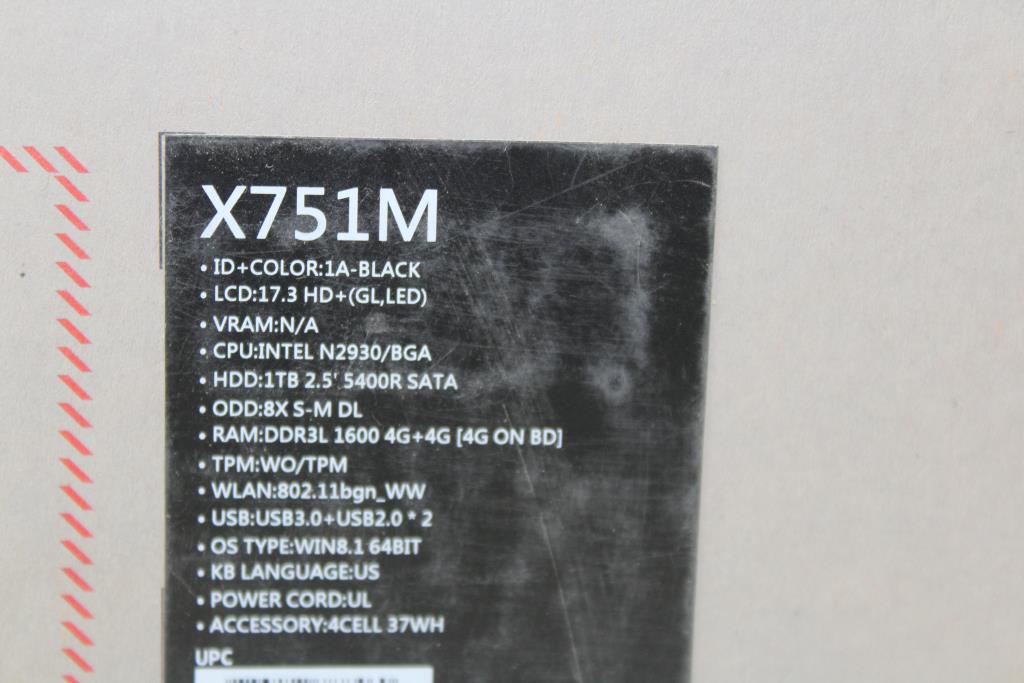 X751M
• ID+COLOR:1A-BLACK
• LCD:17.3 HD+(GL,LED)
• VRAM:N/A
• CPU:INTEL N2930/BGA
• HDD:1TB 2.5' 5400R SATA
• ODD:8X S-M DL
• RAM:DDR3L 1600 4G+4G [4G ON BD]
• TPM:WO/TPM
• WLAN:802.11bgn_WW
• USB:USB3.0+USB2.0 * 2
• OS TYPE:WIN8.1 64BIT
• KB LANGUAGE:US
• POWER CORD:UL
• ACCESSORY:4CELL 37WH
UPC